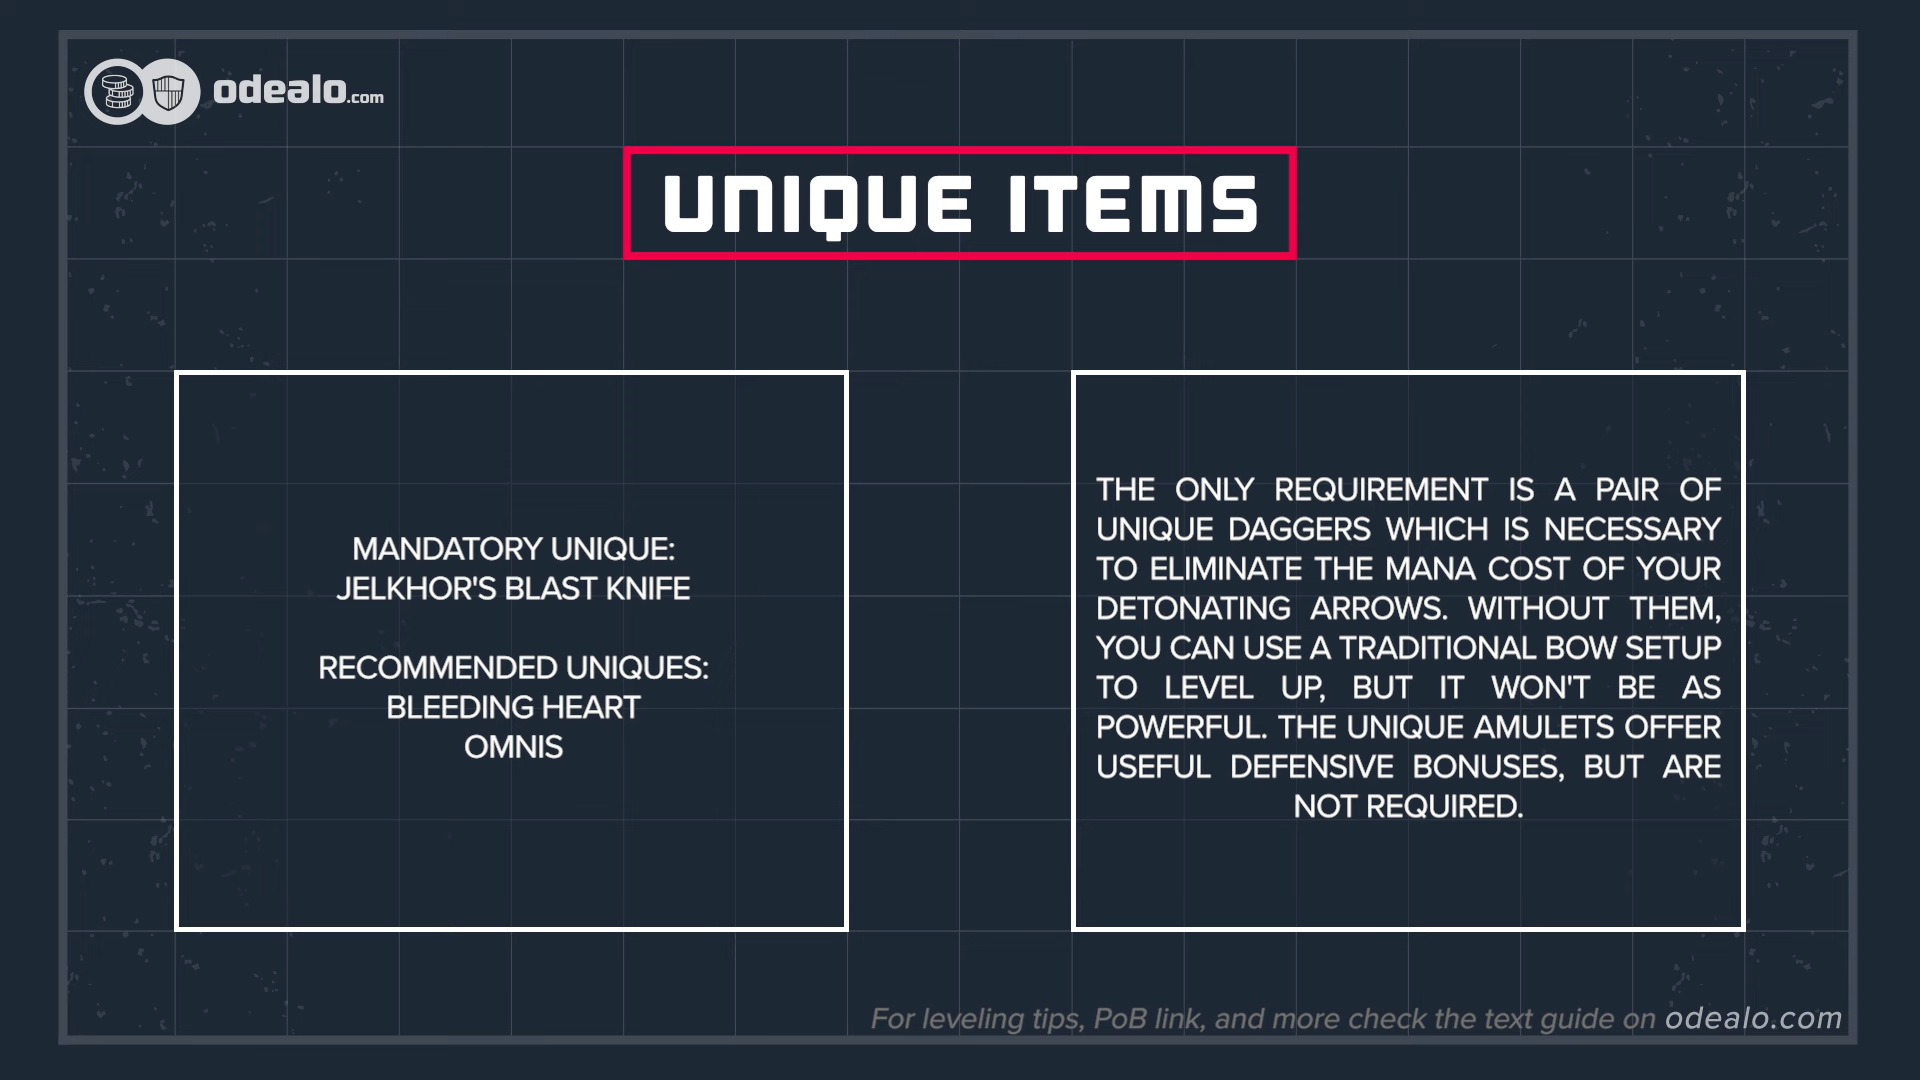 odealo.com
UNIQUE ITEMS
MANDATORY UNIQUE:
JELKHOR'S BLAST KNIFE
RECOMMENDED UNIQUES:
BLEEDING HEART
OMNIS
THE ONLY REQUIREMENT IS A PAIR OF
UNIQUE DAGGERS WHICH IS NECESSARY
TO ELIMINATE THE MANA COST OF YOUR
DETONATING ARROWS. WITHOUT THEM,
YOU CAN USE A TRADITIONAL BOW SETUP
TO LEVEL UP, BUT IT WON'T BE AS
POWERFUL. THE UNIQUE AMULETS OFFER
USEFUL DEFENSIVE BONUSES, BUT ARE
NOT REQUIRED.
For leveling tips, PoB link, and more check the text guide on odealo.com